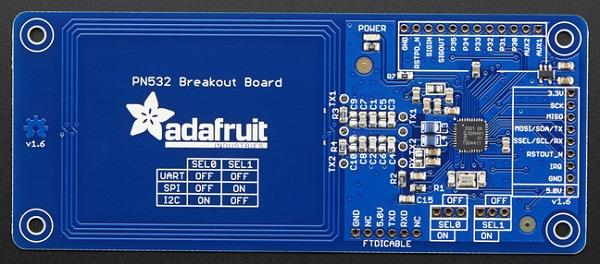 PN532 Breakout Board
adafruit
INDUSTRIES
SEL0 SEL1
UART OFF OFF
SPI OFF ON
I2C ON OFF
v1.6
POWER
GND
RSTPO_N
SIGIN
SIGOUT
P35
P34
P33
P32
P31
P30
AUX2
AUX1
R7
TX1
R3
C9
C7
C1
C5
C3
TX1
R4
TX2
C10
C8
C2
C6
C4
R2
R1
C15
3.3V
SCK
MISO
MOSI/SDA/TX
SSEL/SCL/RX
RSTOUT_N
IRQ
GND
5.0V
v1.6
OFF OFF
SEL0 SEL1
ON ON
GND
NC
5.0V
TXD
RXD
NC
FTDICABLE